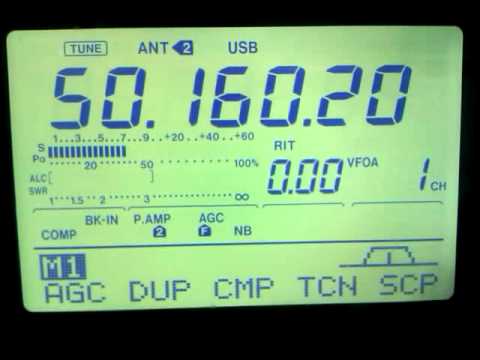 TUNE ANT 2 USB
50.160.20
S 1...3....5....7...9..+20 ..+40 ...+60
Po 20 50 100%
RIT
0.00 VFOA 1 CH
ALC
SWR 1 1.5 2 3 ∞
BK-IN P.AMP AGC
COMP 2 F NB
M1
AGC DUP CMP TCN SCP